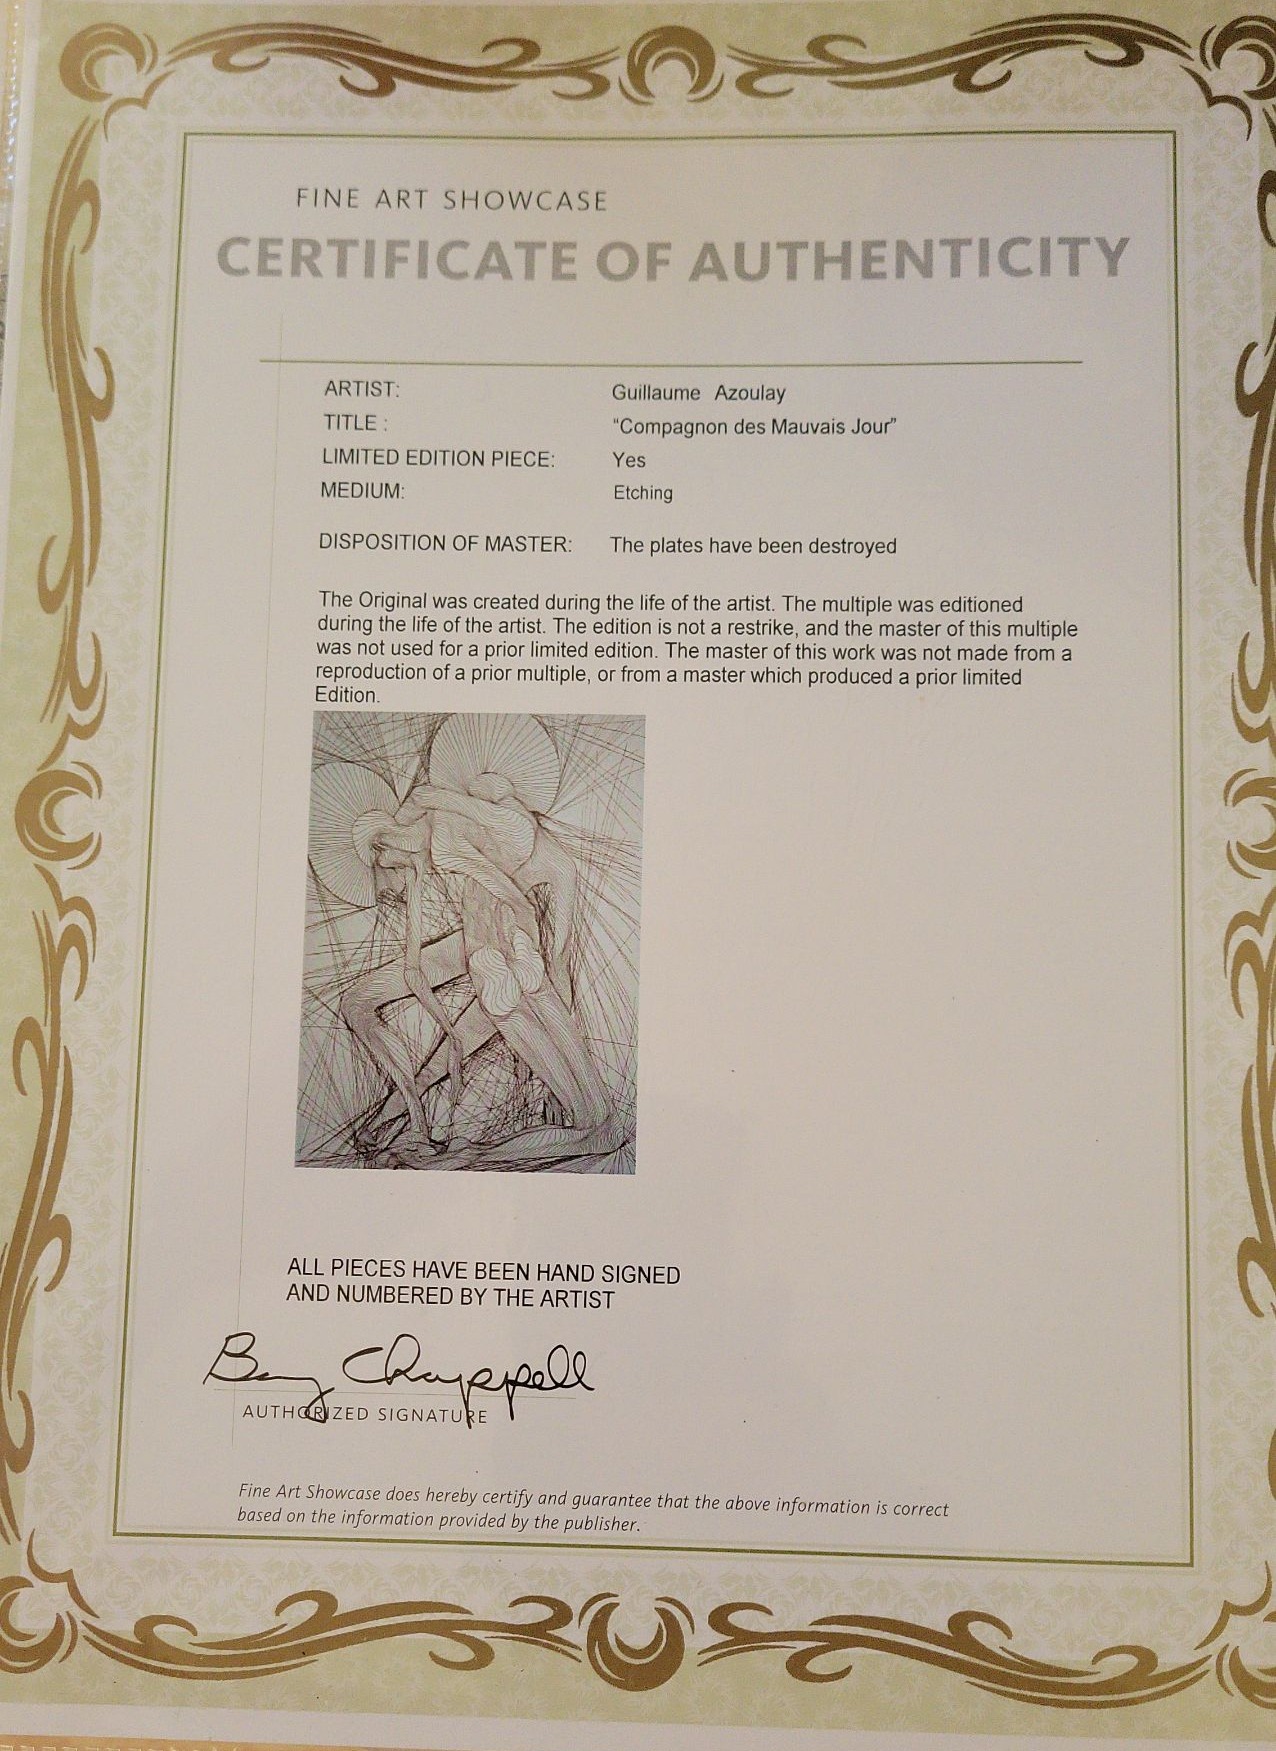 FINE ART SHOWCASE
CERTIFICATE OF AUTHENTICITY
ARTIST: Guillaume Azoulay
TITLE : "Compagnon des Mauvais Jour"
LIMITED EDITION PIECE: Yes
MEDIUM: Etching
DISPOSITION OF MASTER: The plates have been destroyed
The Original was created during the life of the artist. The multiple was editioned
during the life of the artist. The edition is not a restrike, and the master of this multiple
was not used for a prior limited edition. The master of this work was not made from a
reproduction of a prior multiple, or from a master which produced a prior limited
Edition.
ALL PIECES HAVE BEEN HAND SIGNED
AND NUMBERED BY THE ARTIST
Chappell
AUTHORIZED SIGNATURE
Fine Art Showcase does hereby certify and guarantee that the above information is correct
based on the information provided by the publisher.